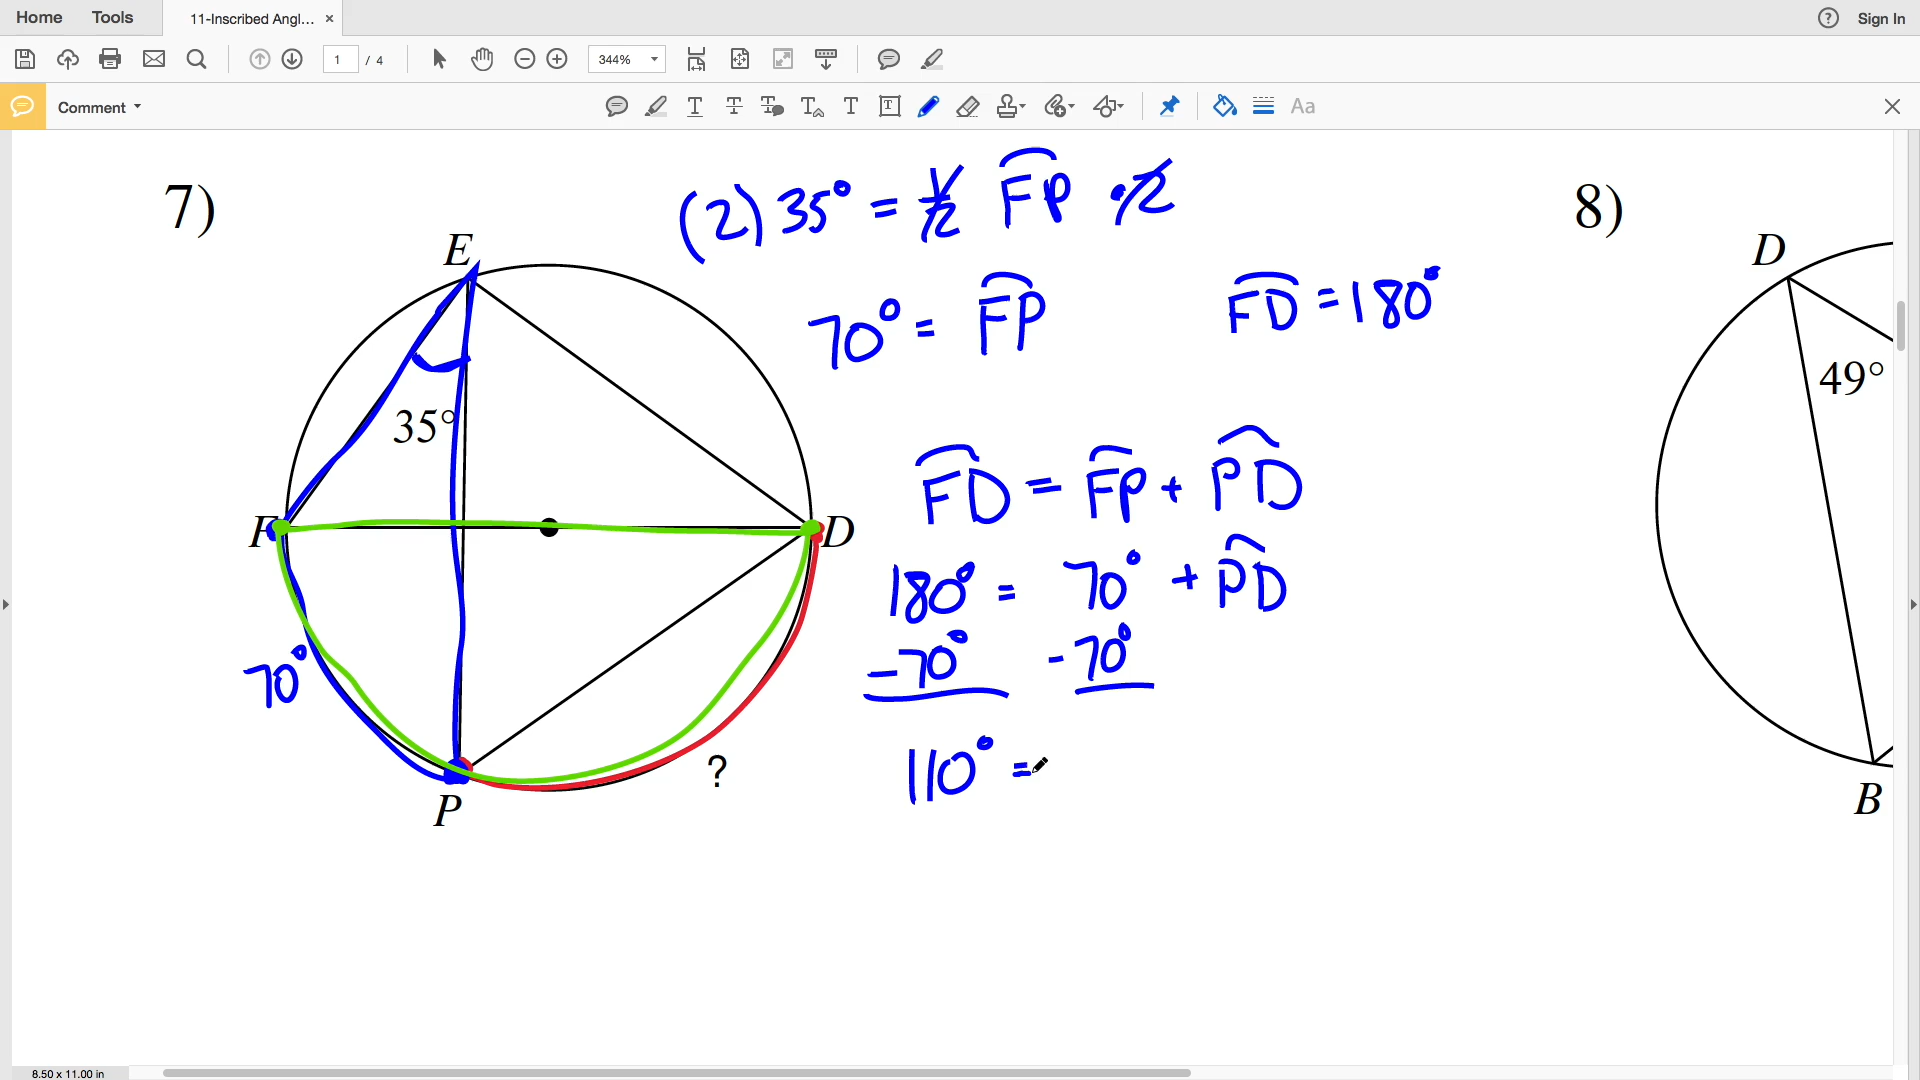 Home Tools 11-Inscribed Angl... × ? Sign In
1 / 4 344%
Comment T T T T T T Aa
7) (2) 35° = 1/2 FP · 2 8)
E D
70° = FP FD = 180°
49°
35°
FD = FP + PD
F D
180° = 70° + PD
70° -70° -70°
110° =
?
P B
8.50 x 11.00 in